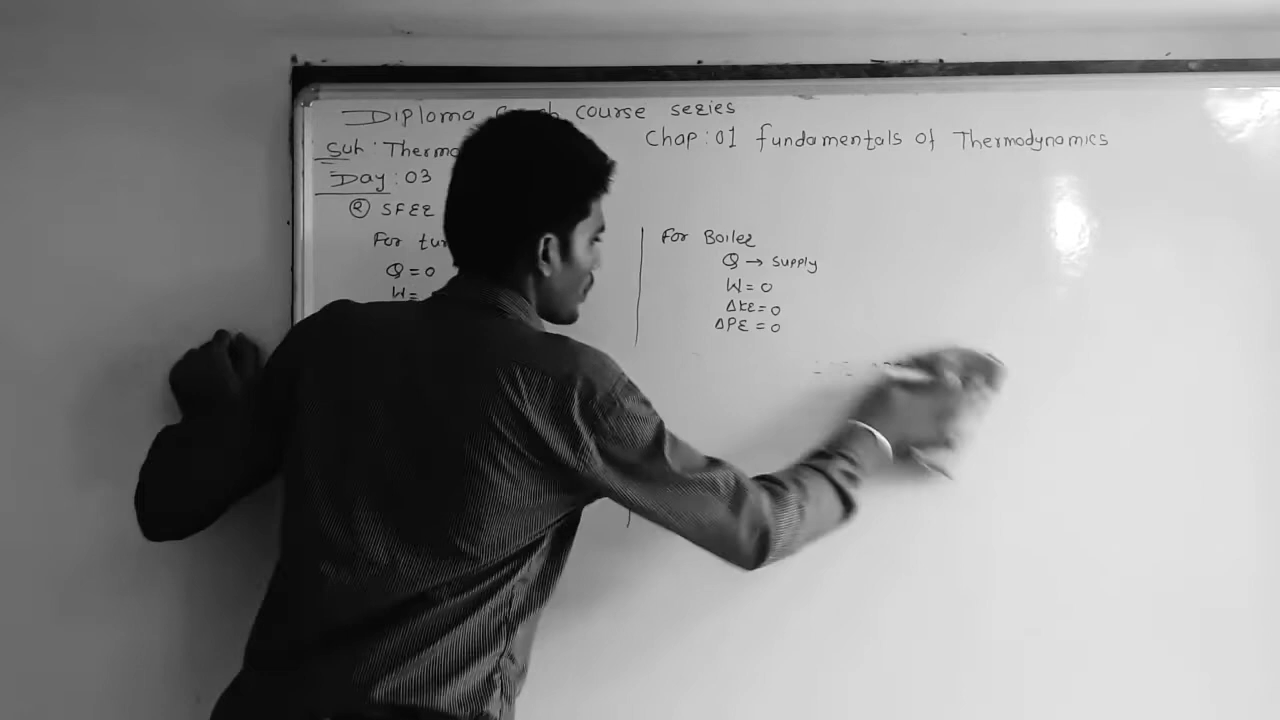 Diploma course series
Sub: Thermo
Chap: 01 fundamentals of Thermodynamics
Day: 03
② SFEE
For tur
Q = 0
W =
For Boiler
Q → supply
W = 0
ΔKE = 0
ΔPE = 0